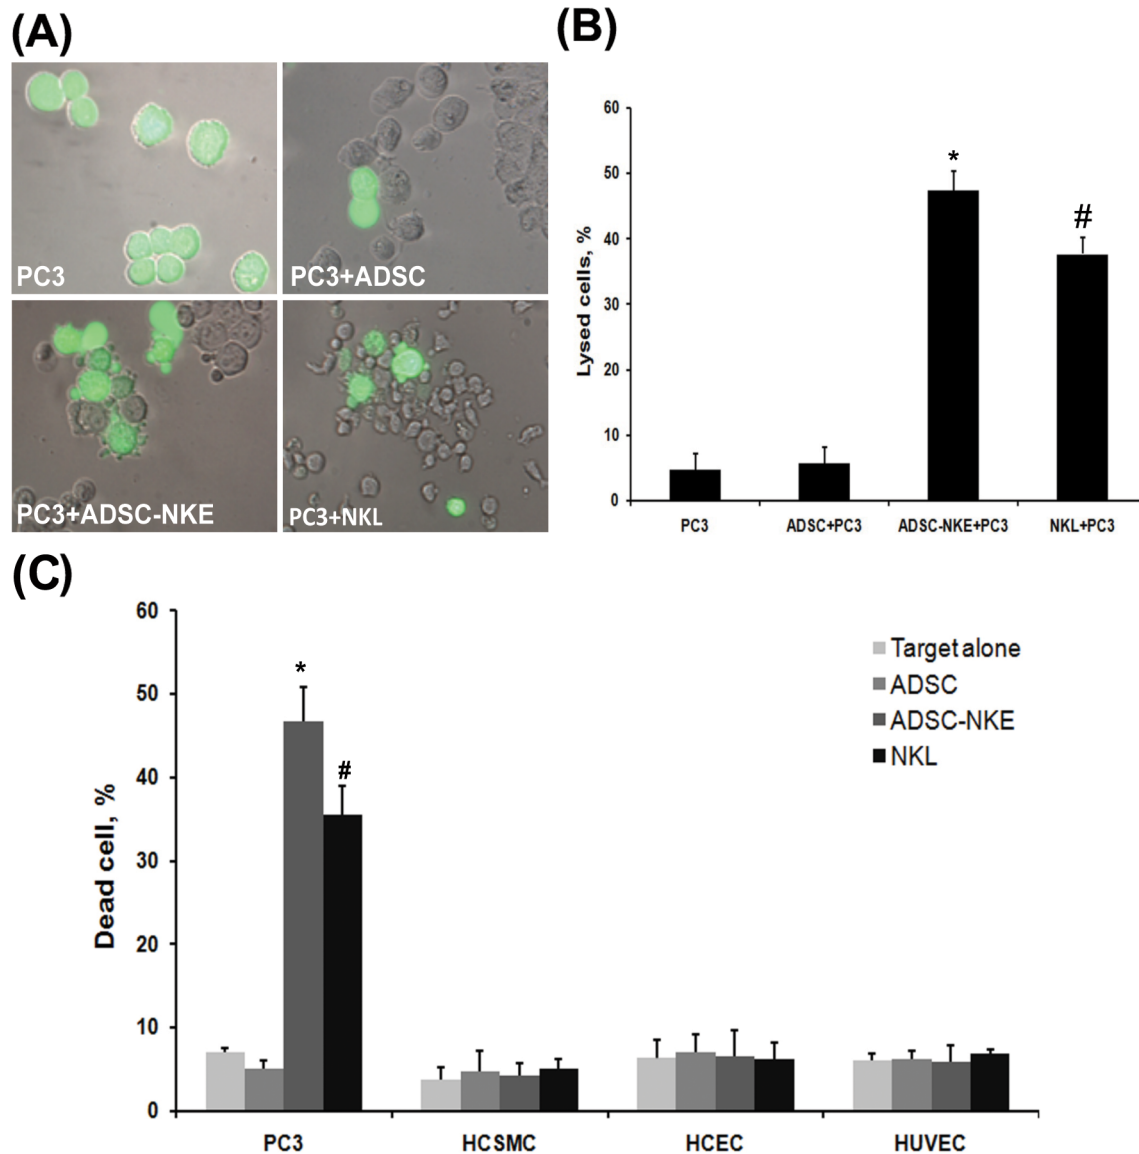 (A)
PC3
PC3+ADSC
PC3+ADSC-NKE
PC3+NKL
(B)
Lysed cells, %
60
50
40
30
20
10
0
*
#
PC3
ADSC+PC3
ADSC-NKE+PC3
NKL+PC3
(C)
Dead cell, %
60
50
40
30
20
10
0
*
#
PC3
HCSMC
HCEC
HUVEC
Target alone
ADSC
ADSC-NKE
NKL